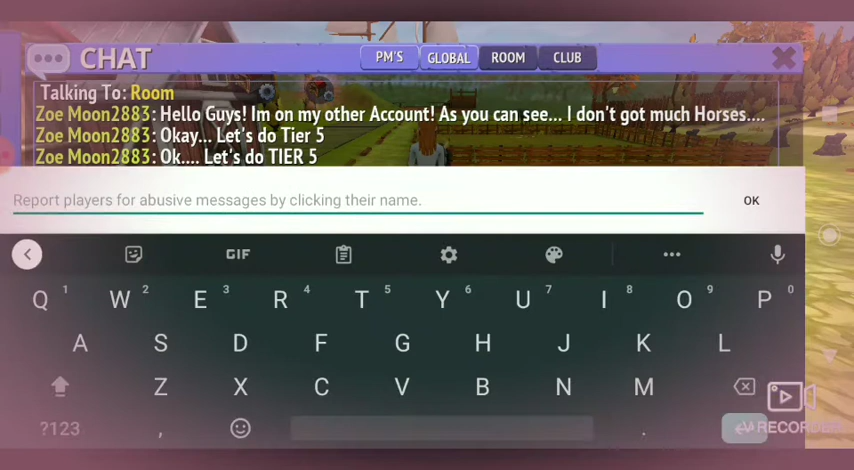 CHAT
PM'S GLOBAL ROOM CLUB
Talking To: Room
Zoe Moon2883: Hello Guys! Im on my other Account! As you can see... I don't got much Horses....
Zoe Moon2883: Okay... Let's do Tier 5
Zoe Moon2883: Ok.... Let's do TIER 5
Report players for abusive messages by clicking their name.
OK
GIF
Q 1 W 2 E 3 R 4 T 5 Y 6 U 7 I 8 O 9 P 0
A S D F G H J K L
Z X C V B N M
?123 , .
V RECORDER